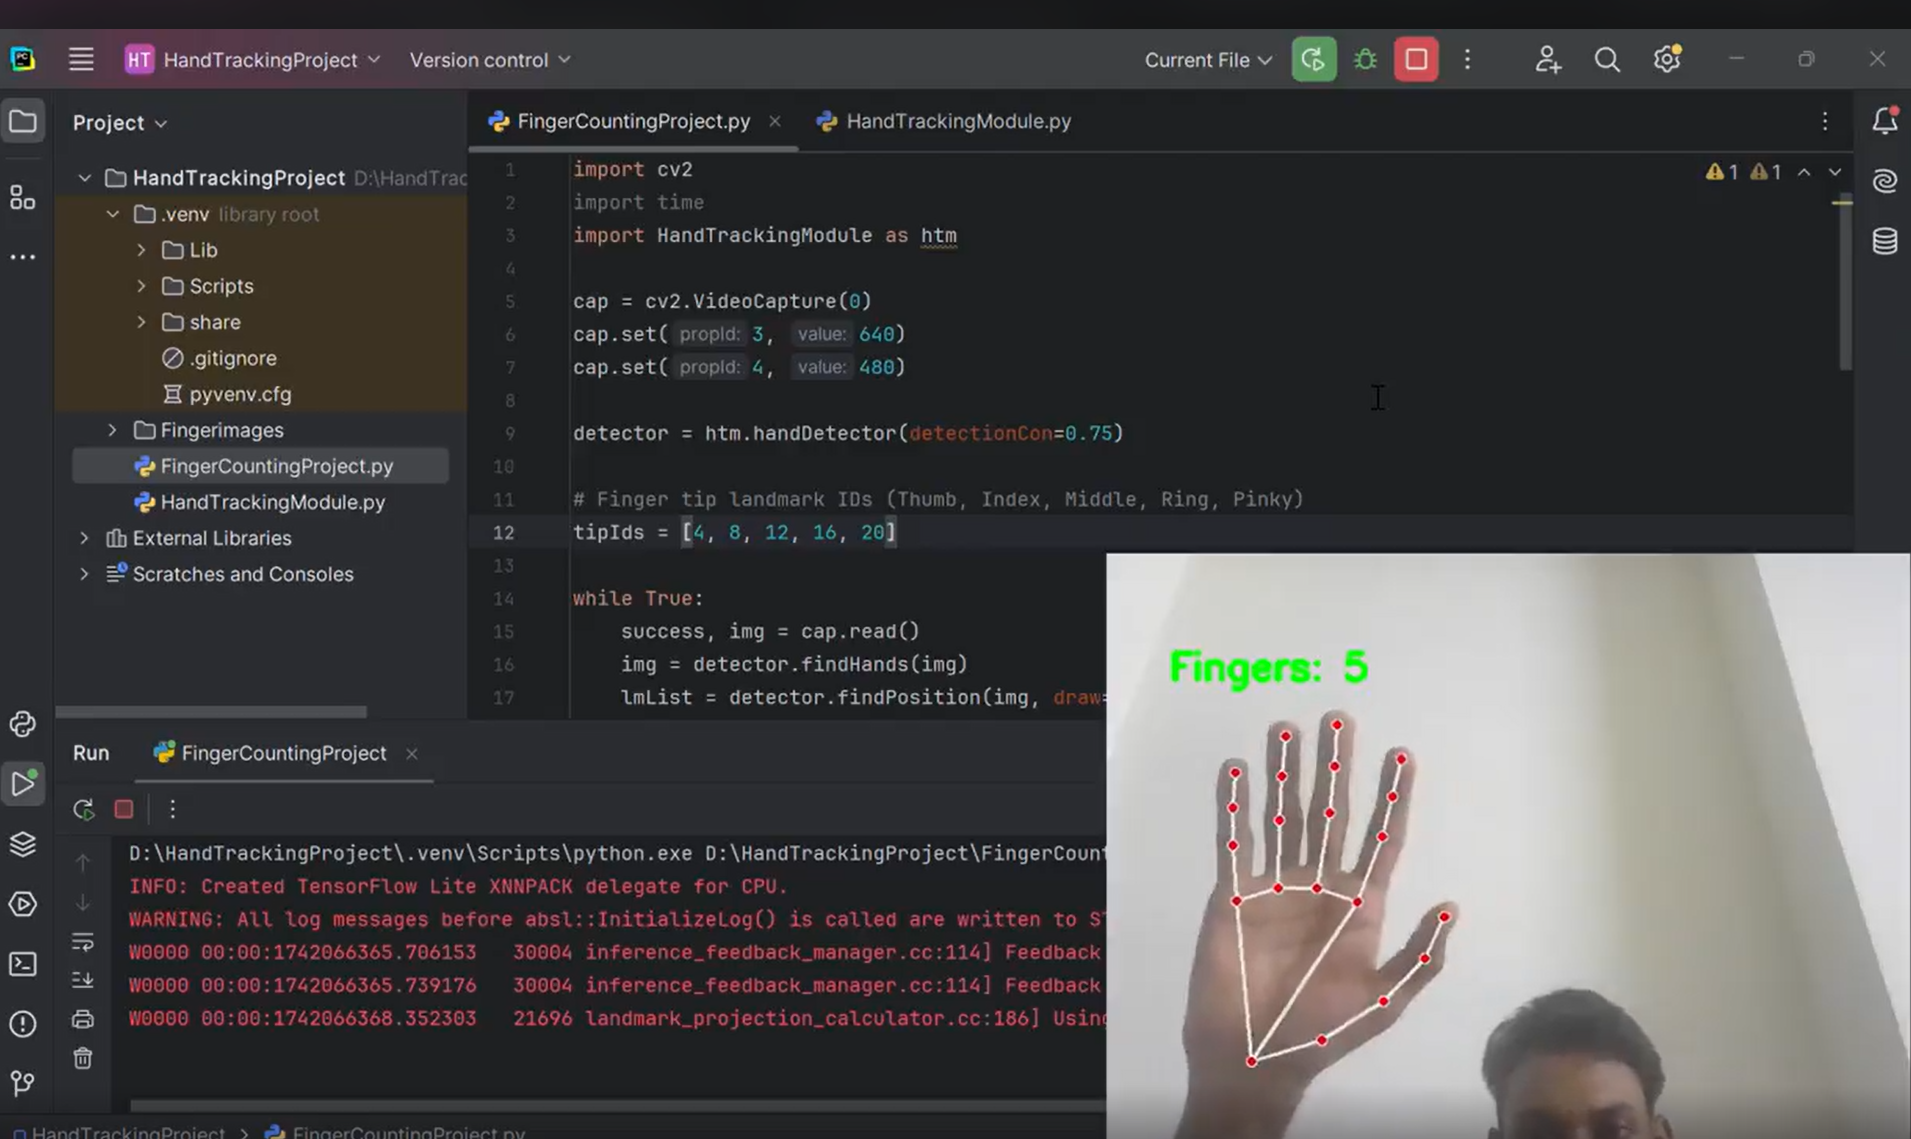 HT HandTrackingProject
Version control
Current File
Project
FingerCountingProject.py
HandTrackingModule.py
HandTrackingProject D:\HandTrac
.venv library root
Lib
Scripts
share
.gitignore
pyvenv.cfg
Fingerimages
FingerCountingProject.py
HandTrackingModule.py
External Libraries
Scratches and Consoles
1 import cv2
2 import time
3 import HandTrackingModule as htm
4
5 cap = cv2.VideoCapture(0)
6 cap.set( propId: 3, value: 640)
7 cap.set( propId: 4, value: 480)
8
9 detector = htm.handDetector(detectionCon=0.75)
10
11 # Finger tip landmark IDs (Thumb, Index, Middle, Ring, Pinky)
12 tipIds = [4, 8, 12, 16, 20]
13
14 while True:
15 success, img = cap.read()
16 img = detector.findHands(img)
17 lmList = detector.findPosition(img, draw=
1 1
Fingers: 5
Run FingerCountingProject
D:\HandTrackingProject\.venv\Scripts\python.exe D:\HandTrackingProject\FingerCount
INFO: Created TensorFlow Lite XNNPACK delegate for CPU.
WARNING: All log messages before absl::InitializeLog() is called are written to ST
W0000 00:00:1742066365.706153 30004 inference_feedback_manager.cc:114] Feedback
W0000 00:00:1742066365.739176 30004 inference_feedback_manager.cc:114] Feedback
W0000 00:00:1742066368.352303 21696 landmark_projection_calculator.cc:186] Using
HandTrackingProject > FingerCountingProject.py